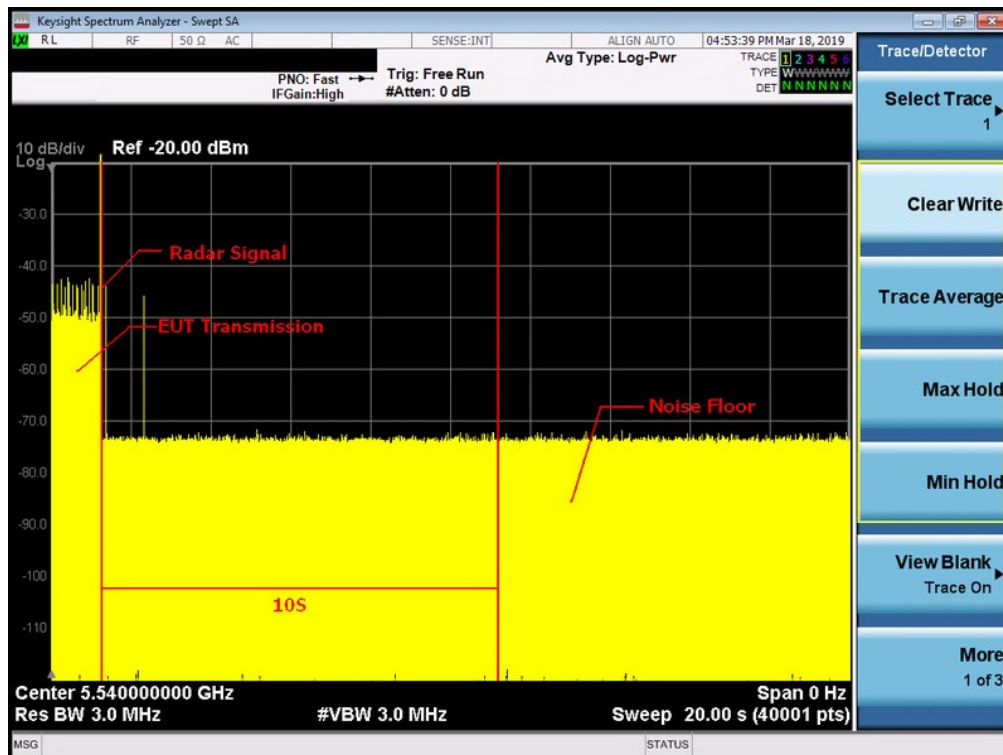 Keysight Spectrum Analyzer - Swept SA
LXI RL RF 50 Ω AC SENSE:INT ALIGN AUTO 04:53:39 PM Mar 18, 2019
Trace/Detector
PNO: Fast
IFGain:High
Trig: Free Run
#Atten: 0 dB
Avg Type: Log-Pwr
TRACE 1 2 3 4 5 6
TYPE WWWWWW
DET N N N N N N
Select Trace
1
10 dB/div Ref -20.00 dBm
Log
Clear Write
-30.0
Radar Signal
-40.0
Trace Average
-50.0
EUT Transmission
-60.0
Max Hold
Noise Floor
-70.0
-80.0
Min Hold
-90.0
-100
View Blank
Trace On
10S
-110
More
1 of 3
Center 5.540000000 GHz Span 0 Hz
Res BW 3.0 MHz #VBW 3.0 MHz Sweep 20.00 s (40001 pts)
MSG STATUS